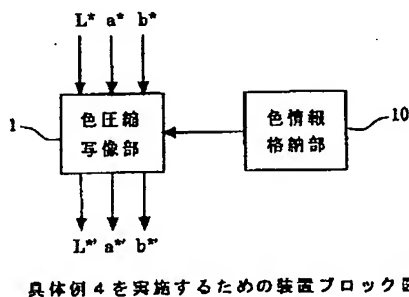 L* a* b*
1
色圧縮
写像部
色情報
格納部
10
L*' a*' b*'
具体例4を実施するための装置ブロック図